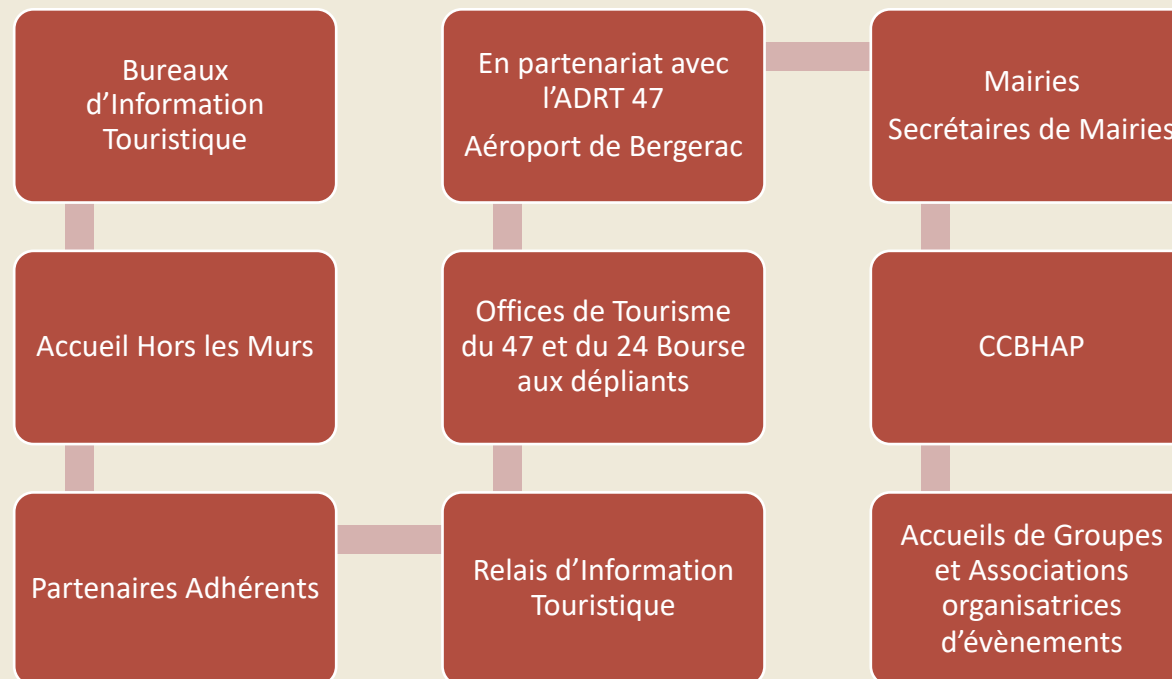 Bureaux
d’Information
Touristique
Accueil Hors les Murs
Partenaires Adhérents
Relais d’Information
Touristique
Offices de Tourisme
du 47 et du 24 Bourse
aux dépliants
En partenariat avec
l’ADRT 47
Aéroport de Bergerac
Mairies
Secrétaires de Mairies
CCBHAP
Accueils de Groupes
et Associations
organisatrices
d’évènements